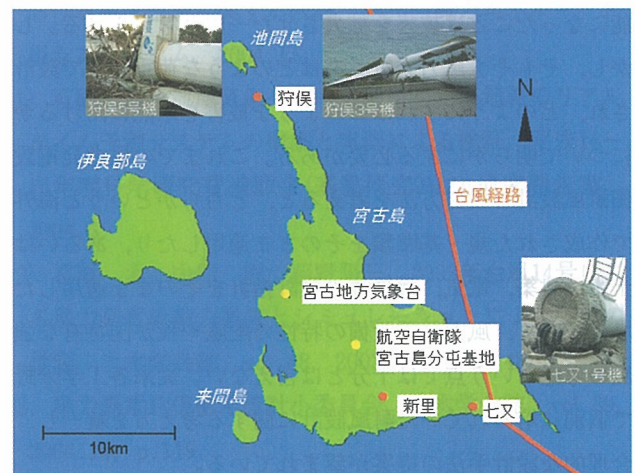 池間島
狩俣5号機
狩俣3号機
狩俣
N
伊良部島
宮古島
台風経路
宮古地方気象台
航空自衛隊
宮古島分屯基地
七又1号機
来間島
新里
七又
10km